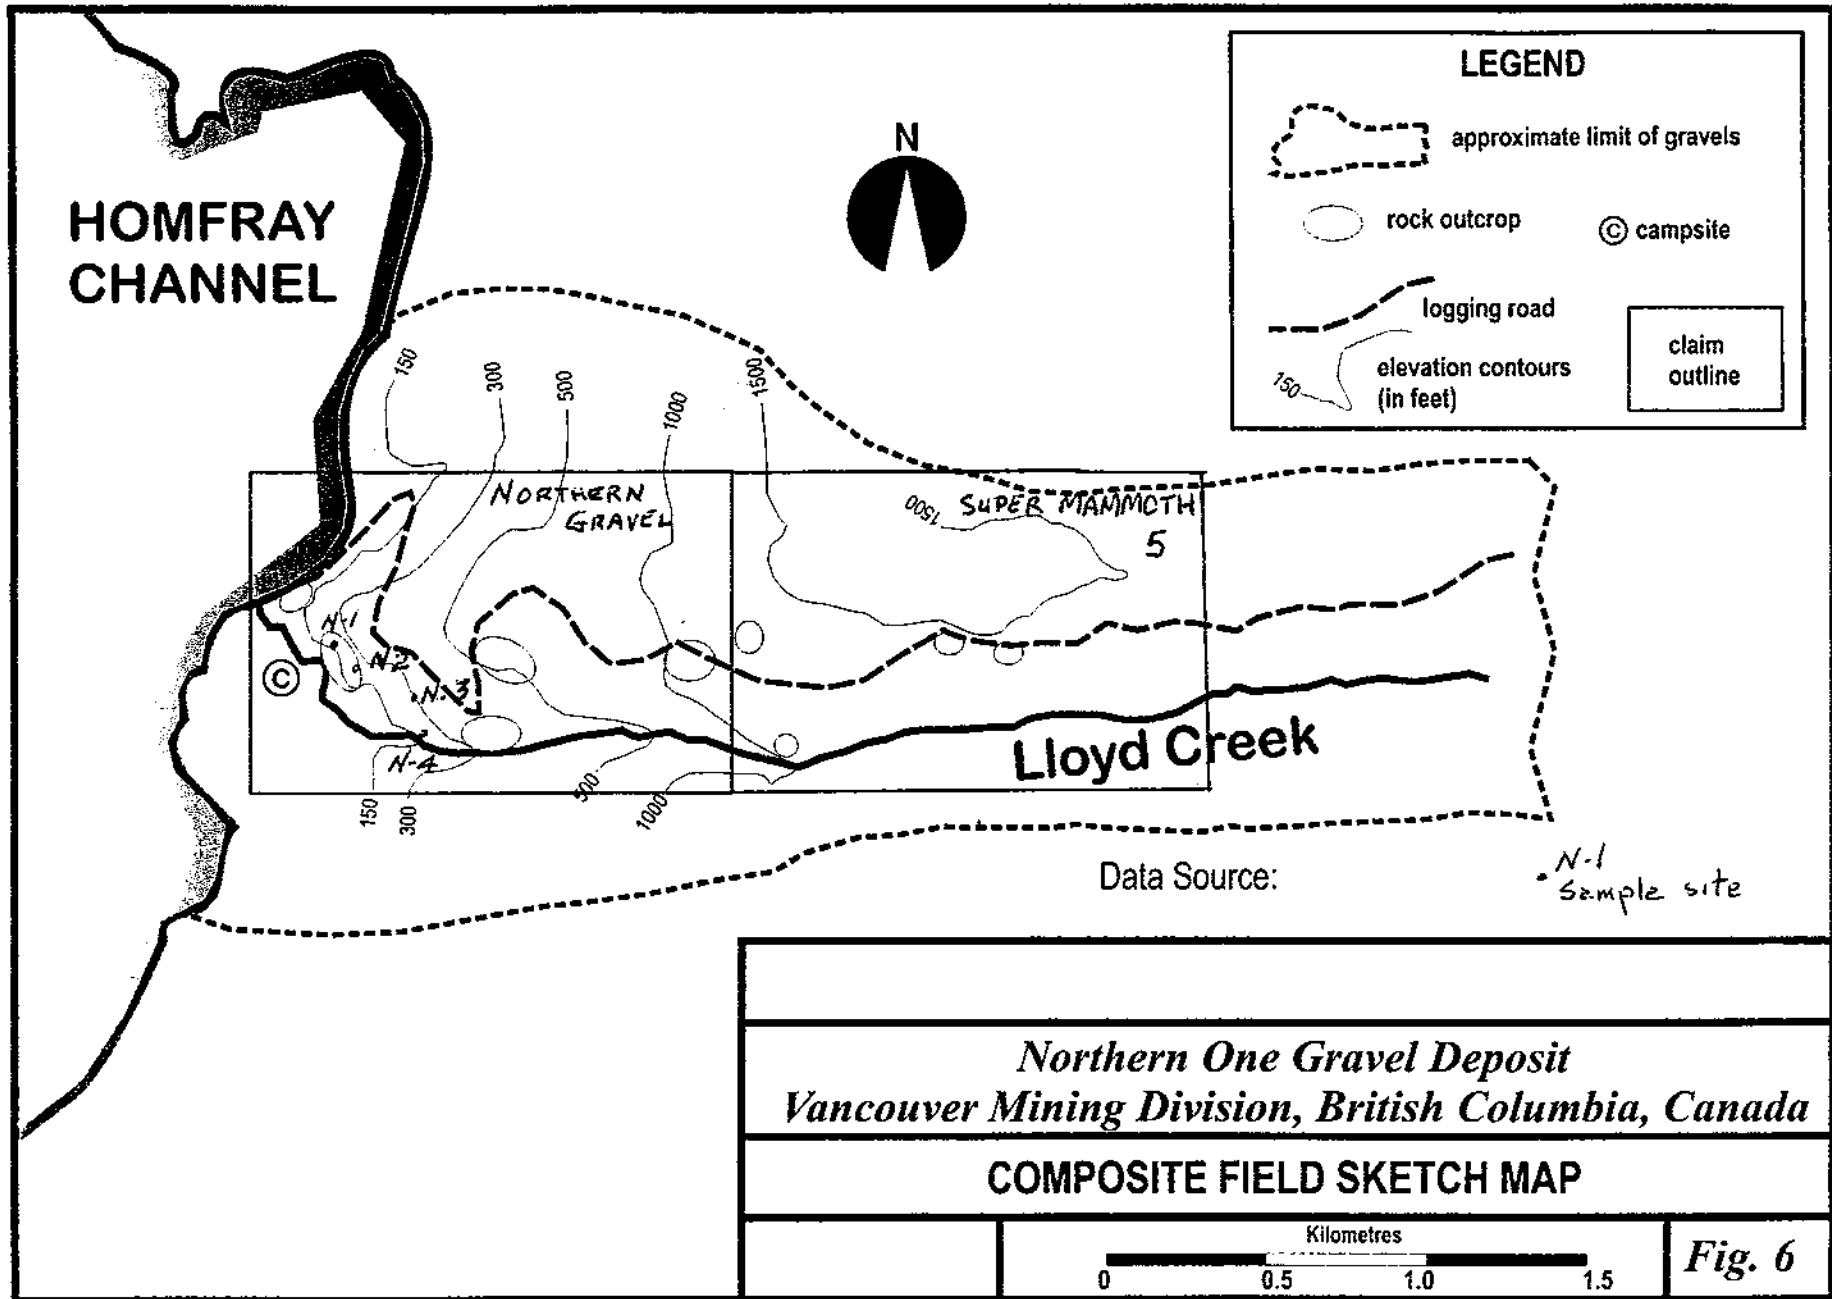 HOMFRAY
CHANNEL
N
LEGEND
approximate limit of gravels
rock outcrop
© campsite
logging road
150
elevation contours
(in feet)
claim
outline
150
300
500
1000
1500
NORTHERN
GRAVEL
1500
SUPER MAMMOTH
5
N-1
N-2
N-3
N-4
©
150
300
500
1000
Lloyd Creek
Data Source:
N-1
Sample site
Northern One Gravel Deposit
Vancouver Mining Division, British Columbia, Canada
COMPOSITE FIELD SKETCH MAP
Kilometres
0 0.5 1.0 1.5
Fig. 6